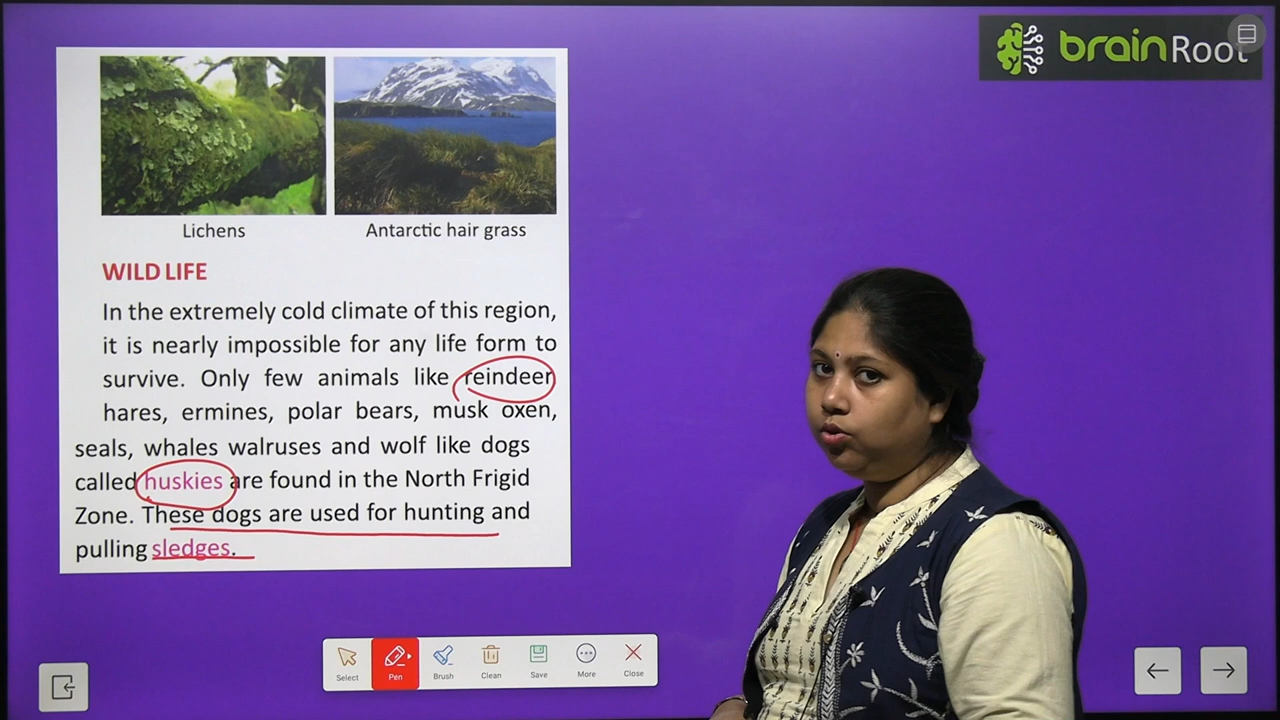 brainRoot
Lichens
Antarctic hair grass
WILD LIFE
In the extremely cold climate of this region,
it is nearly impossible for any life form to
survive. Only few animals like reindeer
hares, ermines, polar bears, musk oxen,
seals, whales walruses and wolf like dogs
called huskies are found in the North Frigid
Zone. These dogs are used for hunting and
pulling sledges.
Select
Pen
Brush
Clean
Save
More
Close